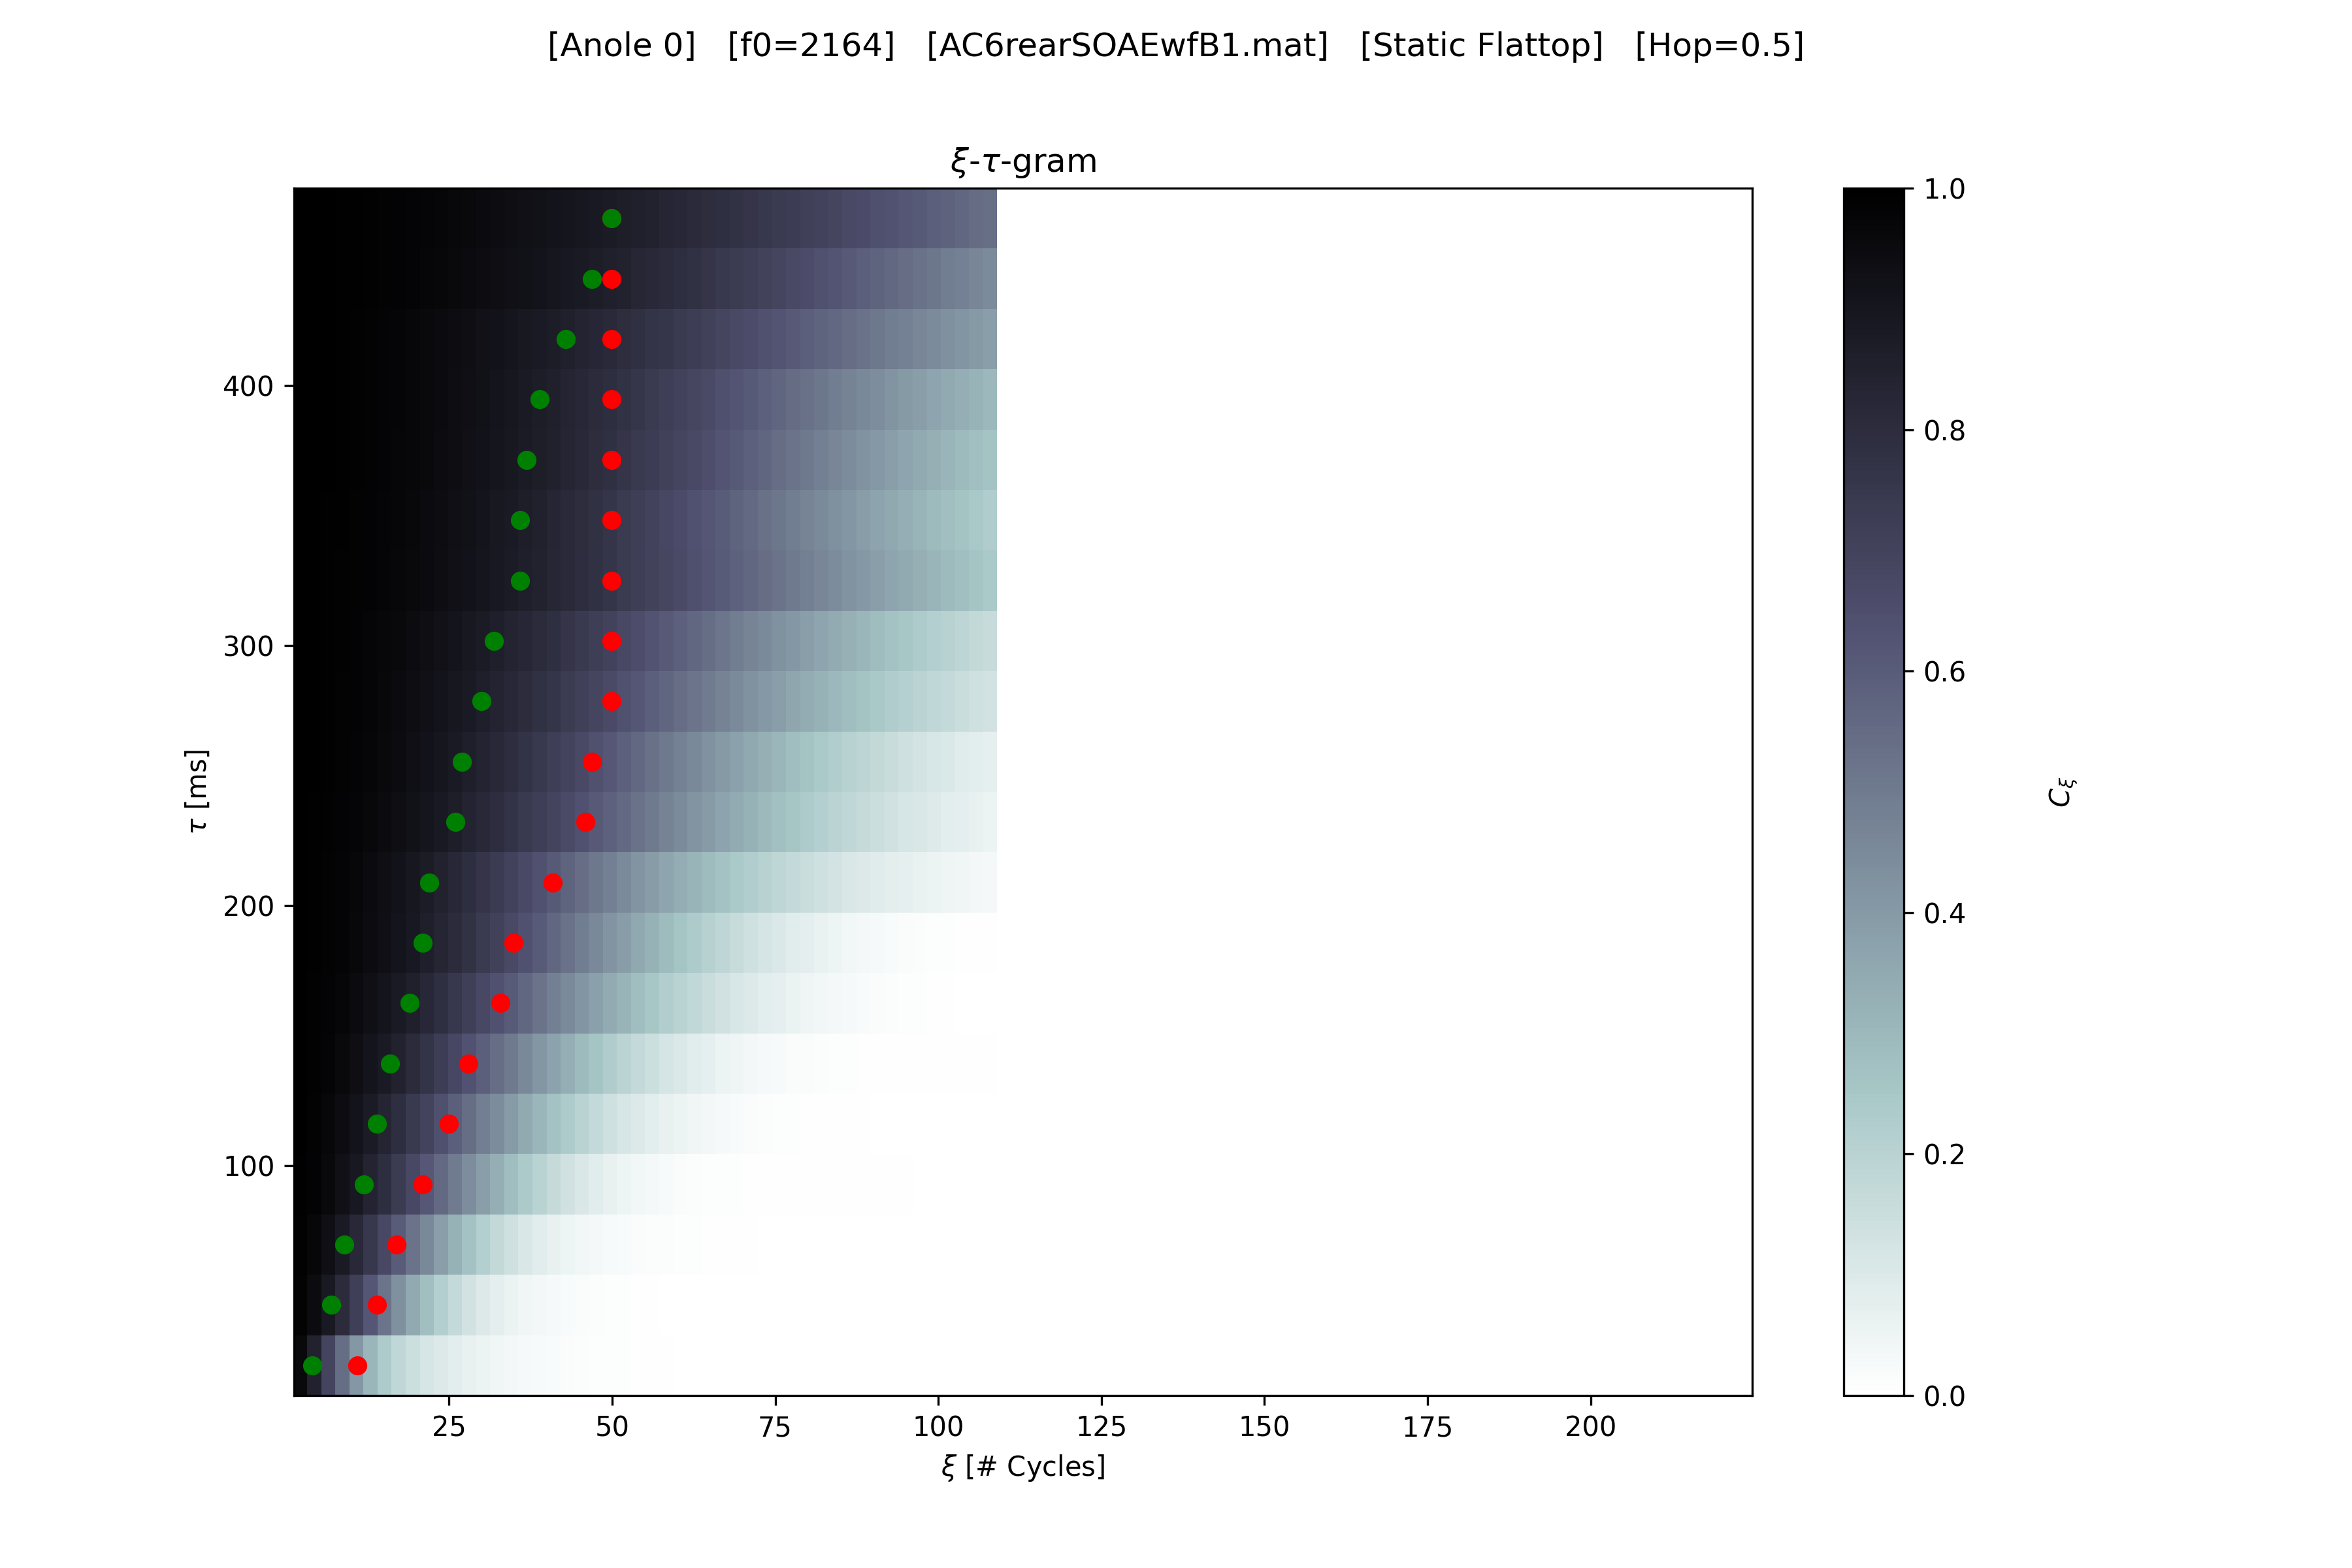 [Anole 0]   [f0=2164]   [AC6rearSOAEwfB1.mat]   [Static Flattop]   [Hop=0.5]
ξ-τ-gram
400
300
200
100
τ [ms]
25 50 75 100 125 150 175 200
ξ [# Cycles]
1.0
0.8
0.6
0.4
0.2
0.0
Cξ